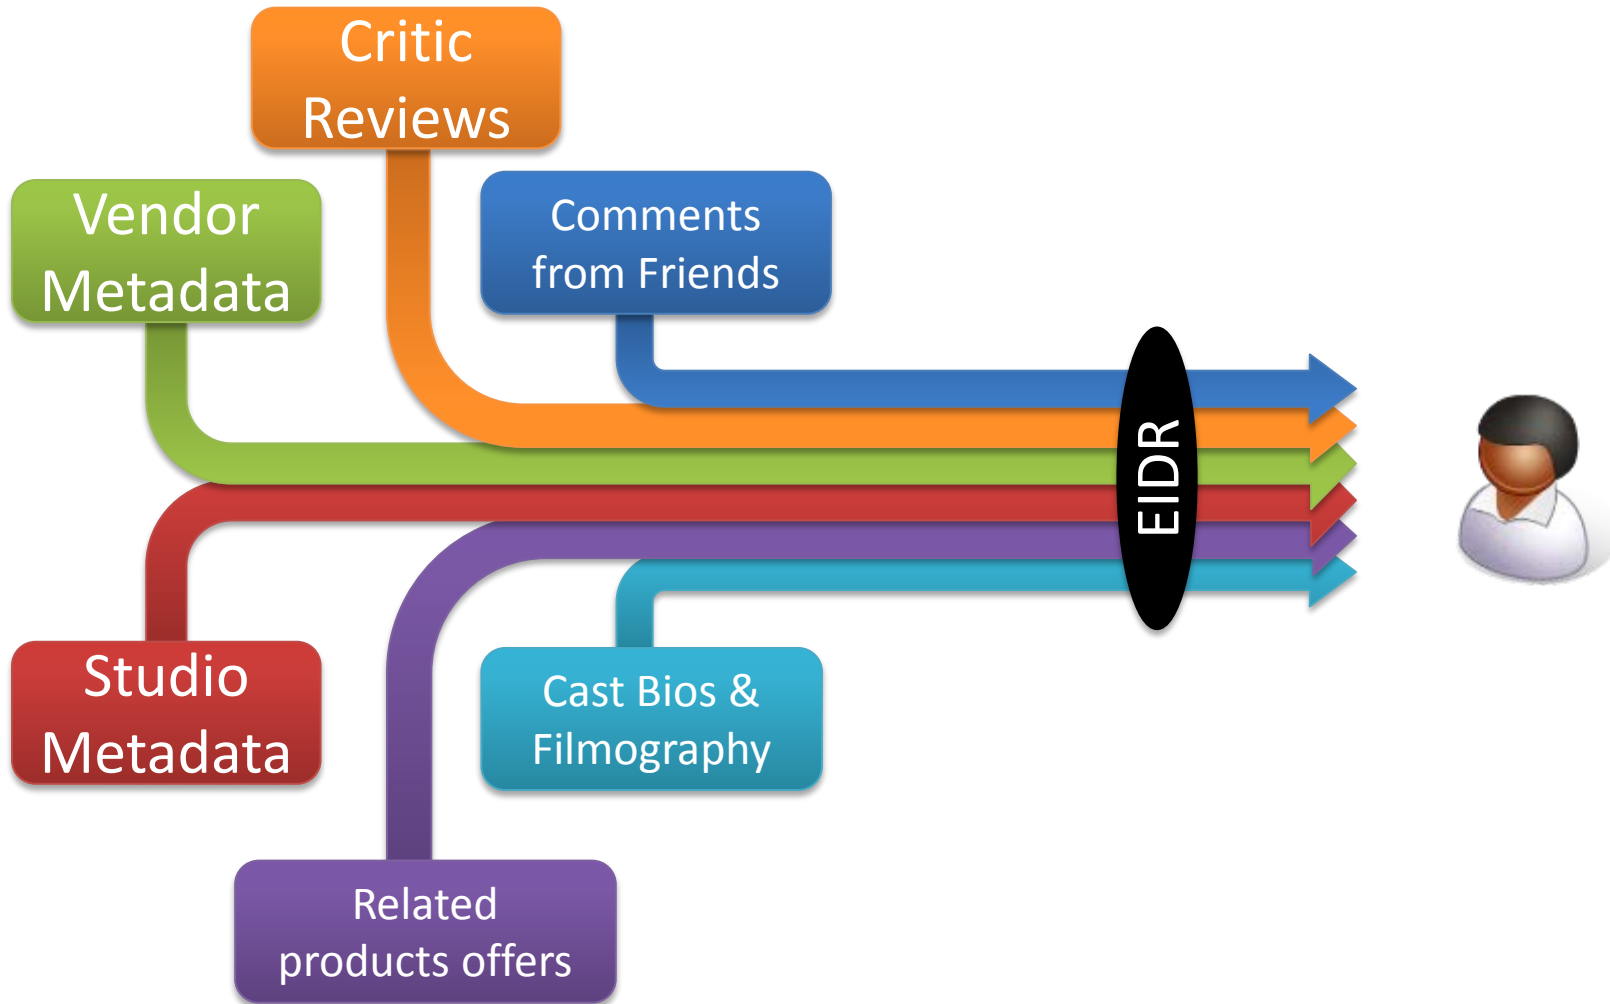 Critic
Reviews
Vendor
Metadata
Comments
from Friends
EIDR
Studio
Metadata
Cast Bios &
Filmography
Related
products offers